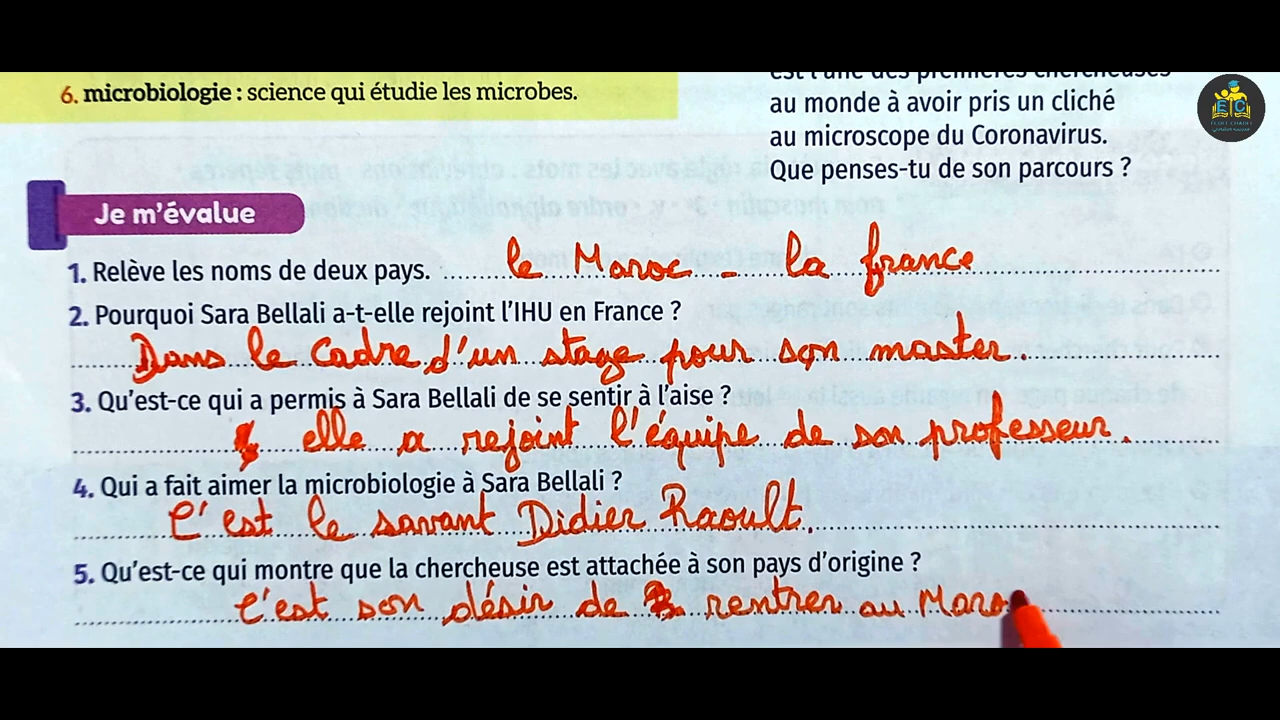 6. microbiologie : science qui étudie les microbes.
au monde à avoir pris un cliché
au microscope du Coronavirus.
Que penses-tu de son parcours ?
EC
Je m'évalue
1. Relève les noms de deux pays. le Maroc - la france
2. Pourquoi Sara Bellali a-t-elle rejoint l'IHU en France ?
Dans le Cadre d'un stage pour son master.
3. Qu'est-ce qui a permis à Sara Bellali de se sentir à l'aise ?
elle a rejoint l'équipe de son professeur.
4. Qui a fait aimer la microbiologie à Sara Bellali ?
C'est le savant Didier Raoult.
5. Qu'est-ce qui montre que la chercheuse est attachée à son pays d'origine ?
C'est son désir de rentrer au Maro